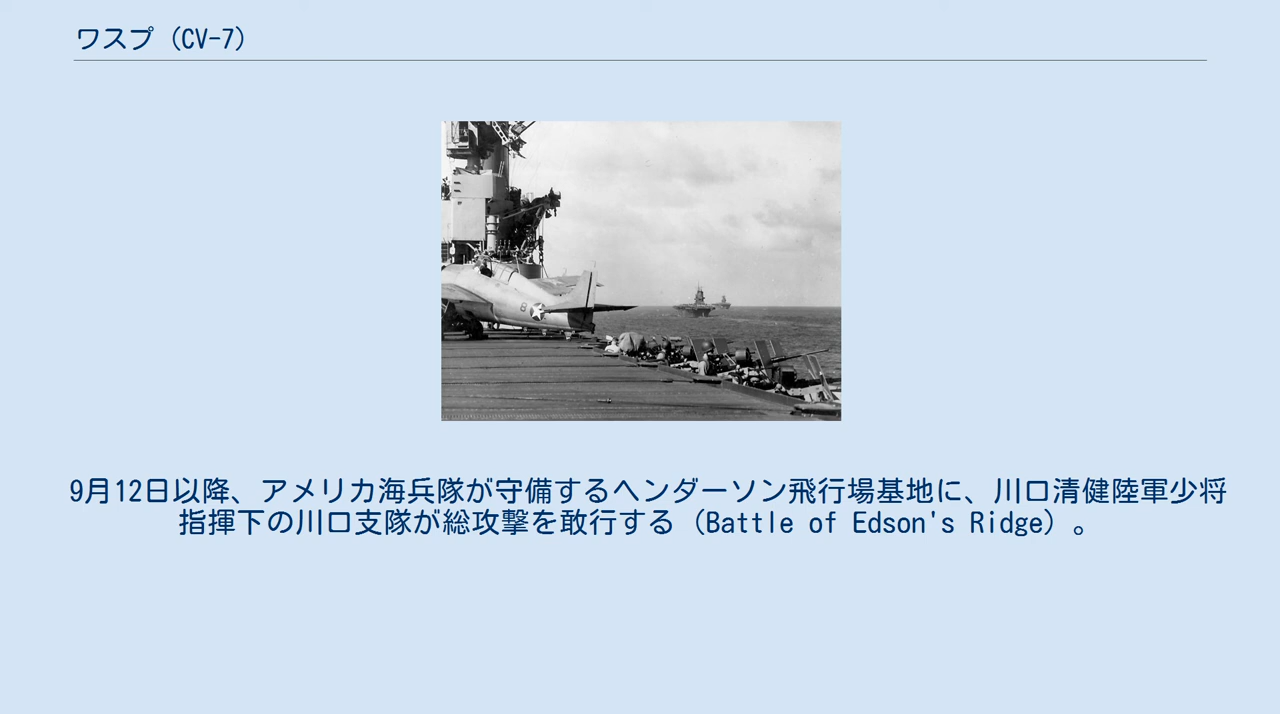 ワスプ（CV-7）
9月12日以降、アメリカ海兵隊が守備するヘンダーソン飛行場基地に、川口清健陸軍少将
指揮下の川口支隊が総攻撃を敢行する（Battle of Edson's Ridge）。